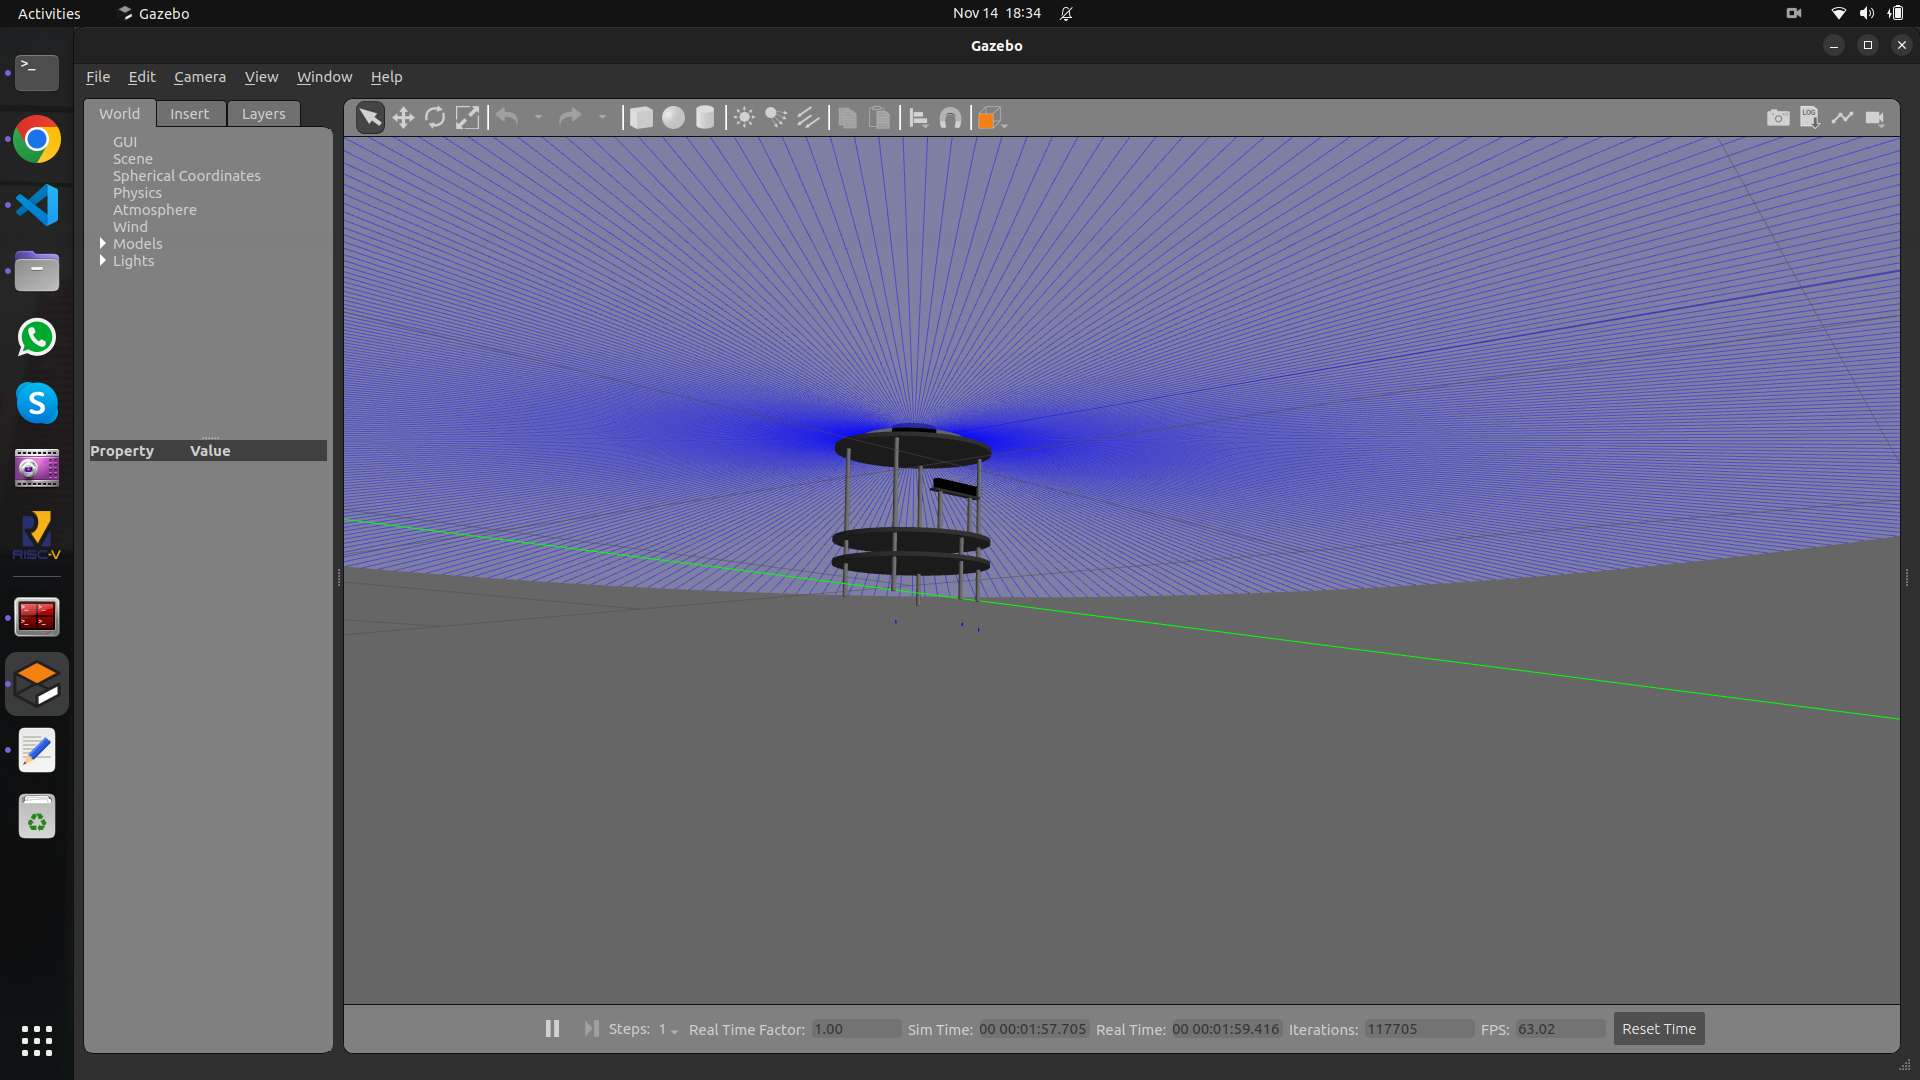 Activities
Gazebo
Nov 14 18:34
Gazebo
File Edit Camera View Window Help
World Insert Layers
GUI
Scene
Spherical Coordinates
Physics
Atmosphere
Wind
Models
Lights
Property Value
LOG
>_
S
RISC-V
Steps: 1 Real Time Factor: 1.00 Sim Time: 00 00:01:57.705 Real Time: 00 00:01:59.416 Iterations: 117705 FPS: 63.02 Reset Time